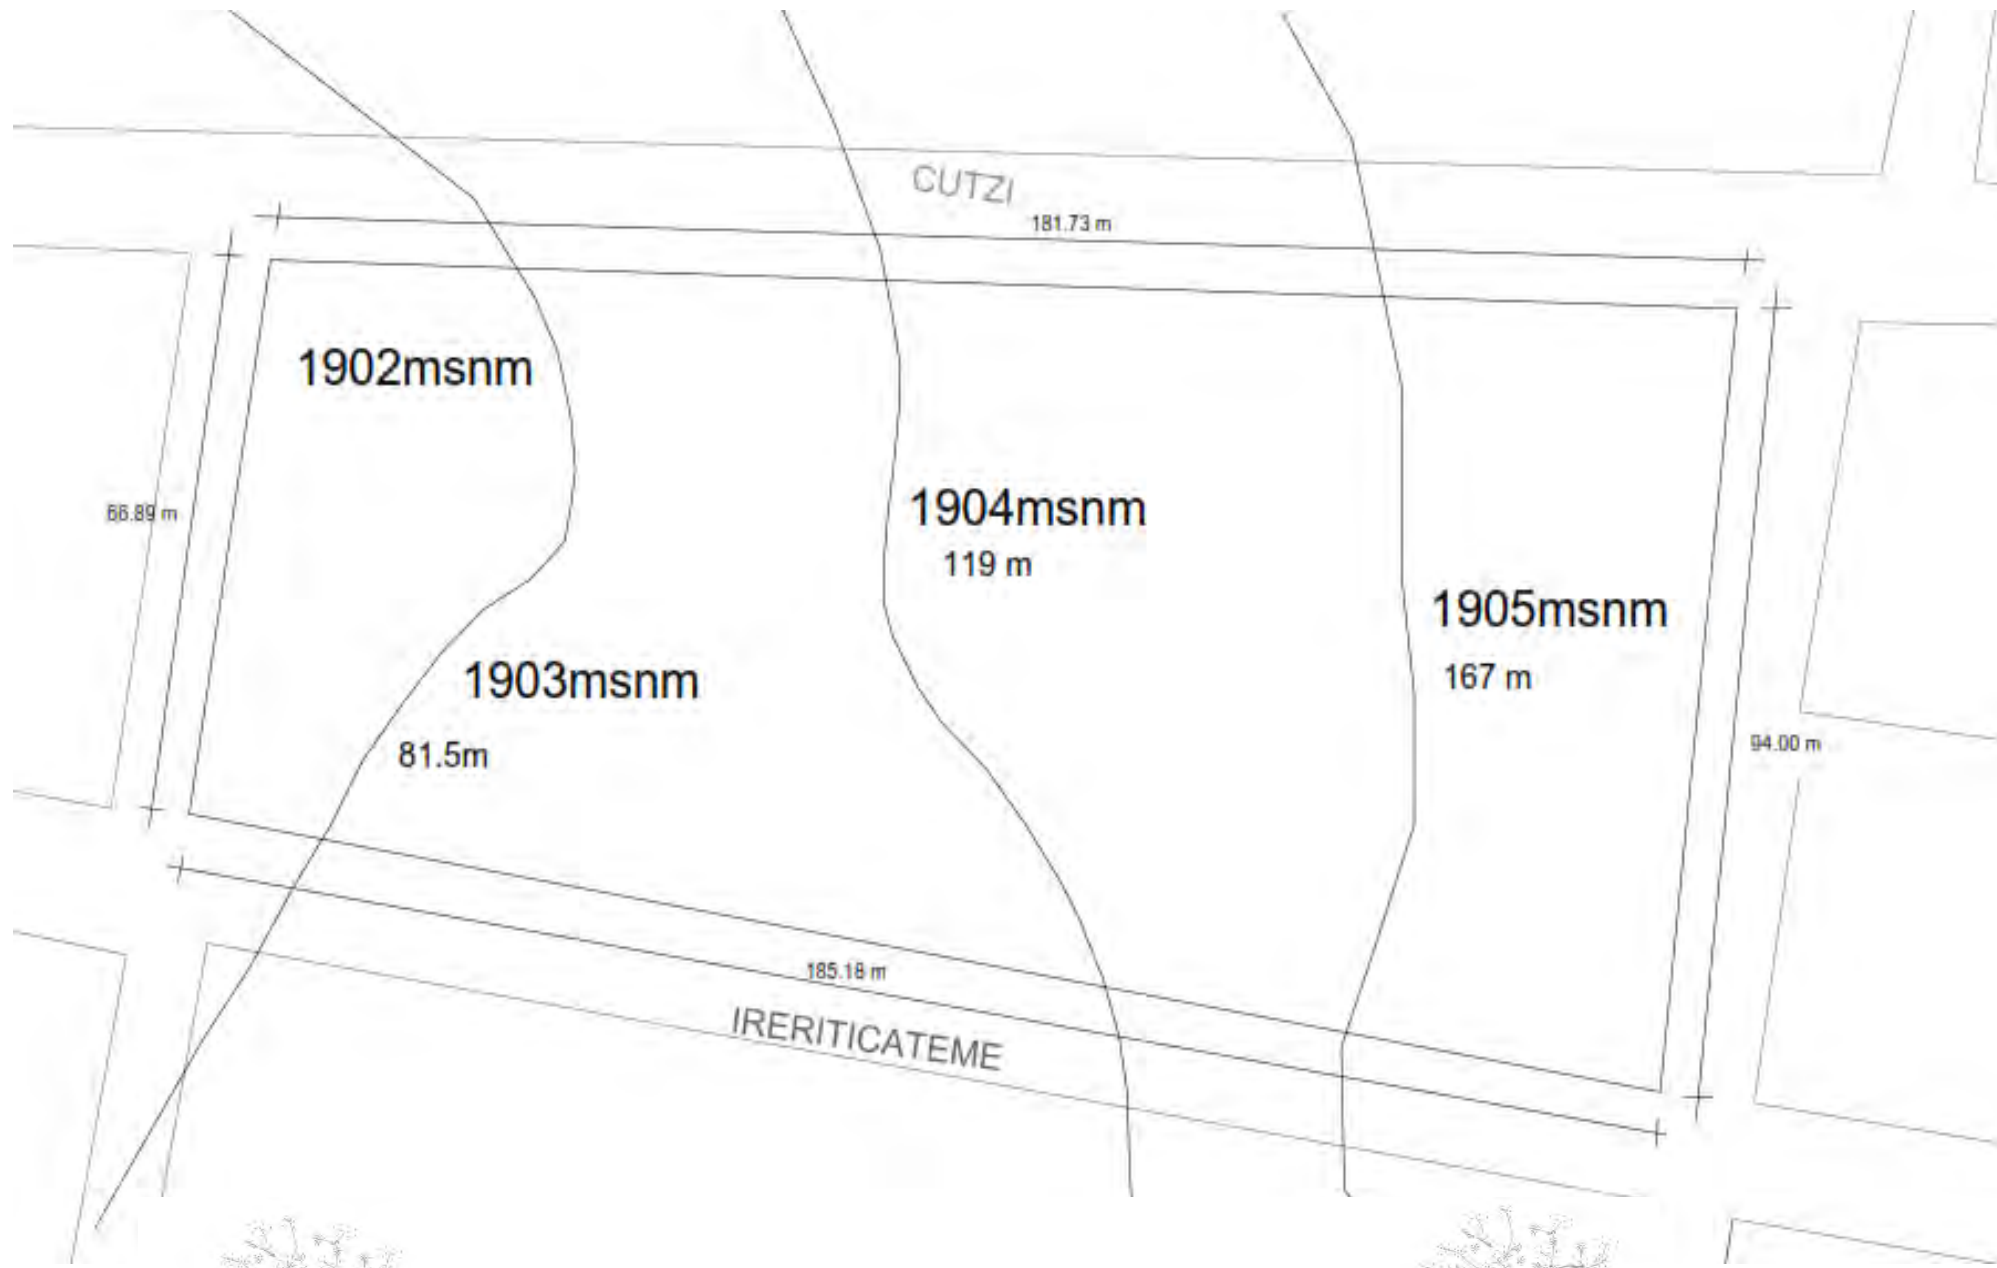 CUTZI
181.73 m
1902msnm
1904msnm
66.89 m
119 m
1905msnm
1903msnm
167 m
81.5m
94.00 m
185.18 m
IRERITICATEME